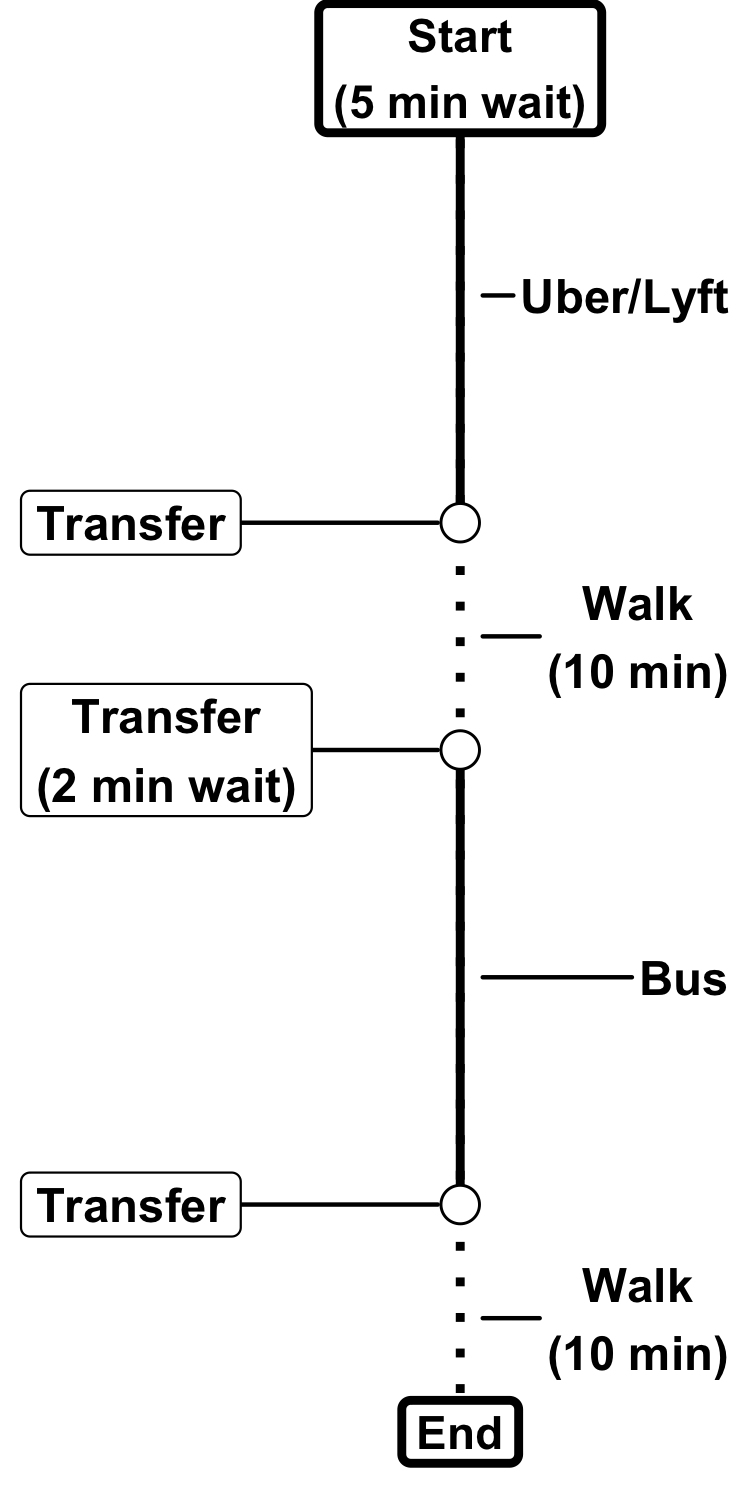 Start
(5 min wait)
Uber/Lyft
Transfer
Walk
(10 min)
Transfer
(2 min wait)
Bus
Transfer
Walk
(10 min)
End